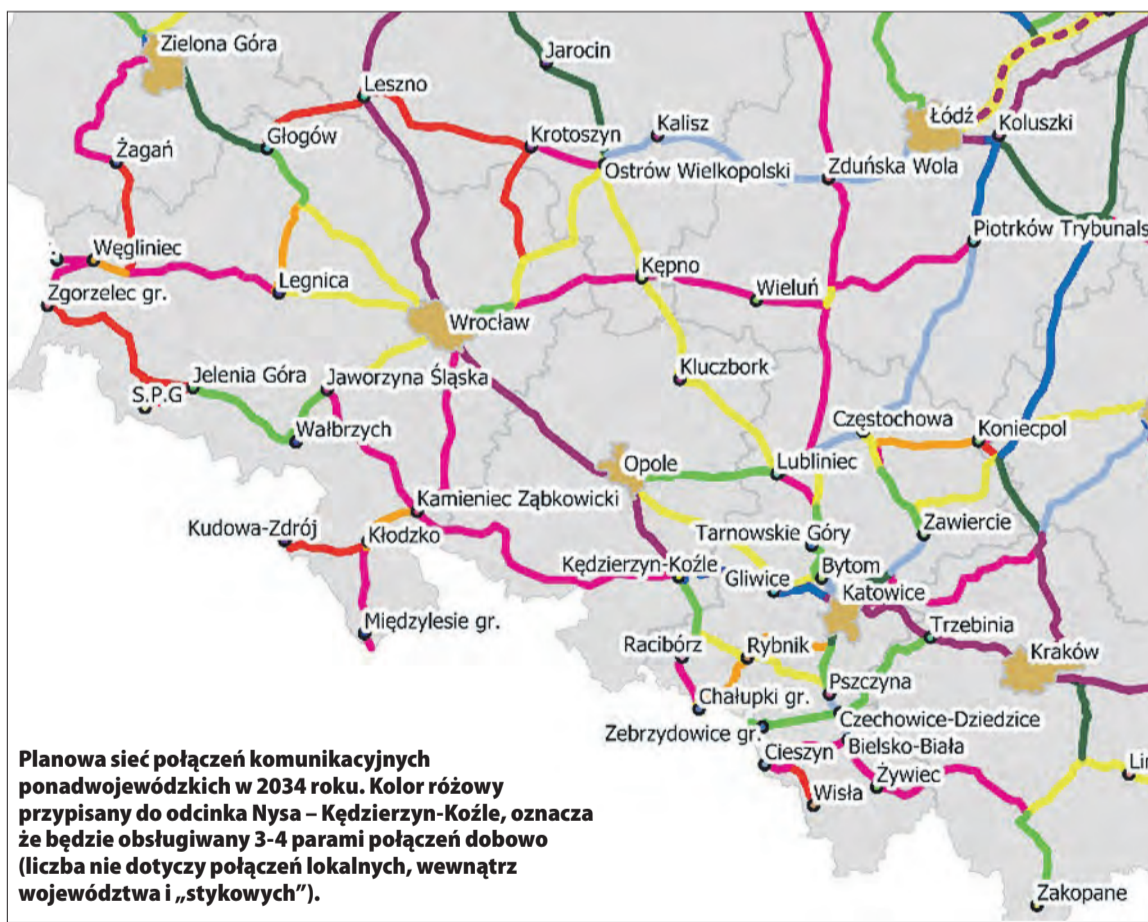 Zielona Góra
Jarocin
Leszno
Łódź
Koluszki
Głogów
Krotoszyn
Kalisz
Żagań
Ostrów Wielkopolski
Zduńska Wola
Piotrków Trybunals
Węgliniec
Legnica
Kępno
Wieluń
Zgorzelec gr.
Wrocław
Kluczbork
Jelenia Góra
Jaworzyna Śląska
S.P.G
Częstochowa
Koniecpol
Wałbrzych
Opole
Lubliniec
Kamieniec Ząbkowicki
Zawiercie
Kudowa-Zdrój
Kłodzko
Tarnowskie Góry
Kędzierzyn-Koźle
Gliwice
Bytom
Katowice
Międzylesie gr.
Trzebinia
Racibórz
Rybnik
Kraków
Chałupki gr.
Pszczyna
Zebrzydowice gr.
Czechowice-Dziedzice
Cieszyn
Bielsko-Biała
Żywiec
Lin
Wisła
Zakopane
Planowa sieć połączeń komunikacyjnych
ponadwojewódzkich w 2034 roku. Kolor różowy
przypisany do odcinka Nysa – Kędzierzyn-Koźle, oznacza
że będzie obsługiwany 3-4 parami połączeń dobowo
(liczba nie dotyczy połączeń lokalnych, wewnątrz
województwa i „stykowych”).